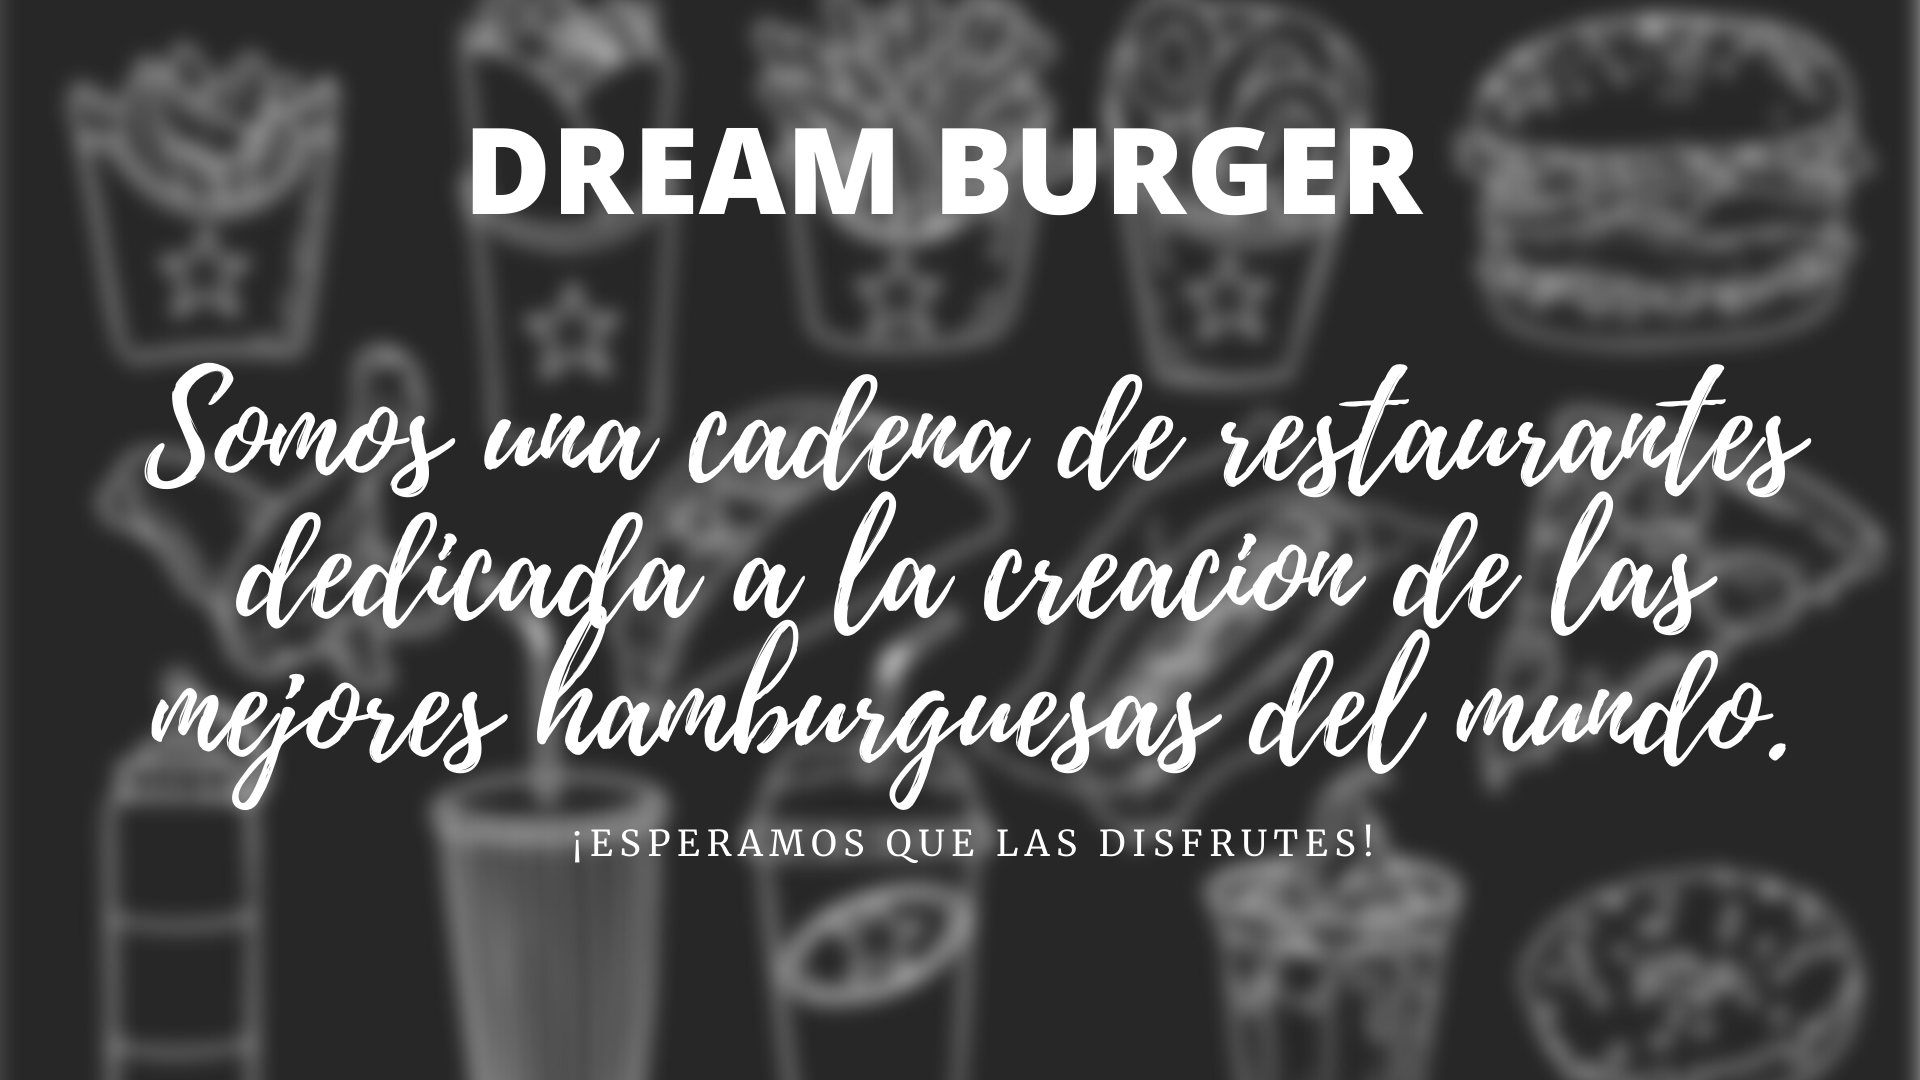 DREAM BURGER
Somos una cadena de restaurantes
dedicada a la creacion de las
mejores hamburguesas del mundo.
¡ESPERAMOS QUE LAS DISFRUTES!